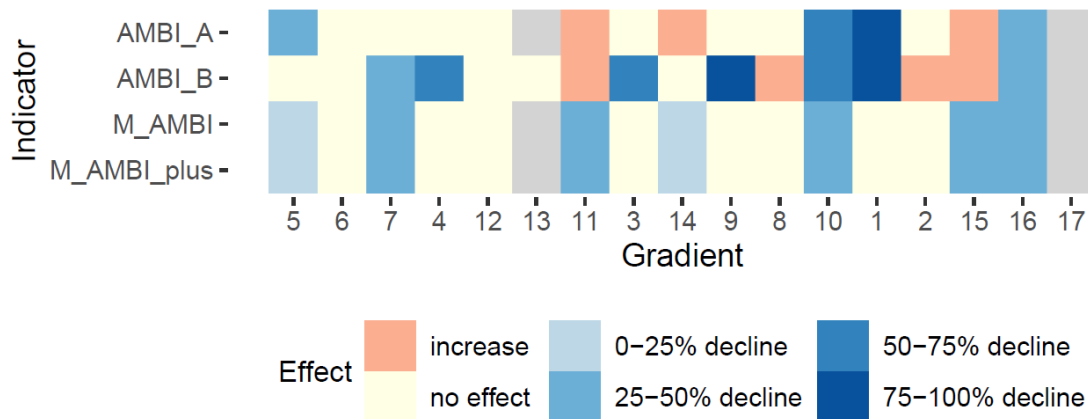 AMBI_A
AMBI_B
M_AMBI
M_AMBI_plus
Indicator
5 6 7 4 12 13 11 3 14 9 8 10 1 2 15 16 17
Gradient
Effect
increase
no effect
0−25% decline
25−50% decline
50−75% decline
75−100% decline